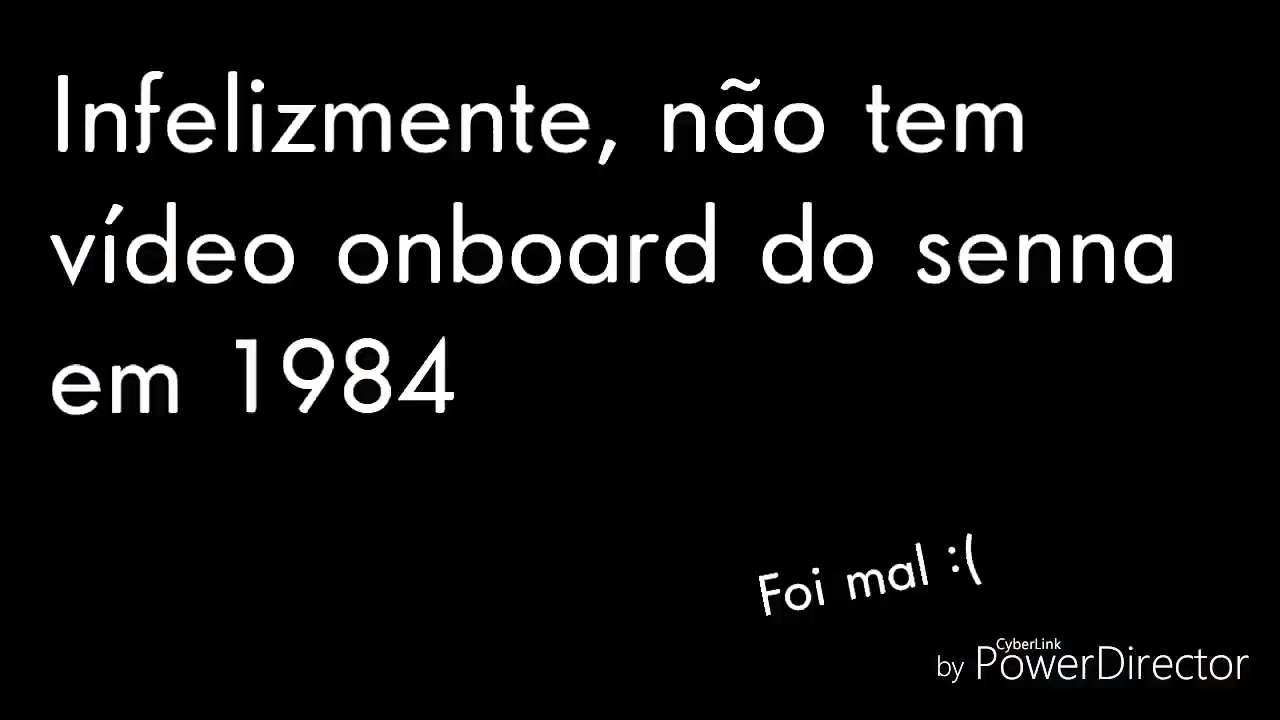 Infelizmente, não tem
vídeo onboard do senna
em 1984
Foi mal :(
CyberLink
by PowerDirector